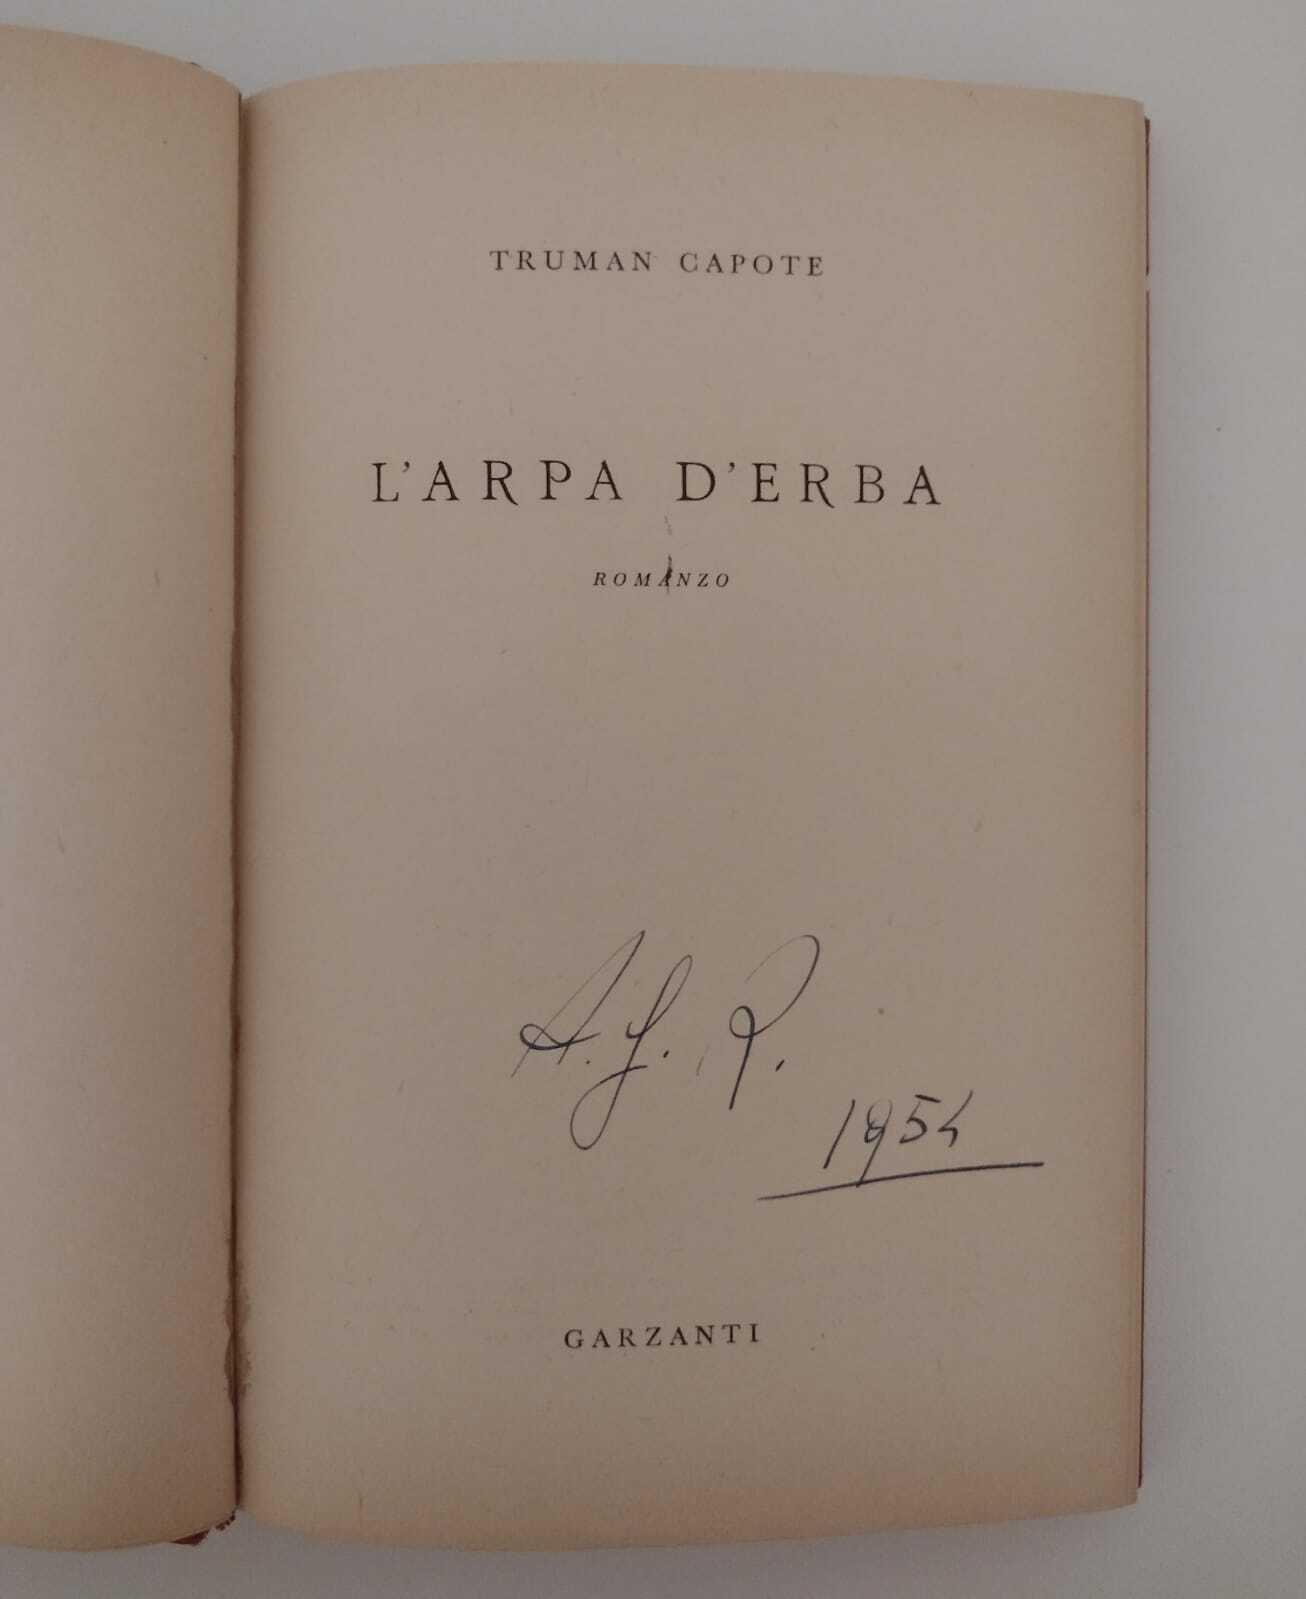 TRUMAN CAPOTE
L'ARPA D'ERBA
ROMANZO
1954
GARZANTI